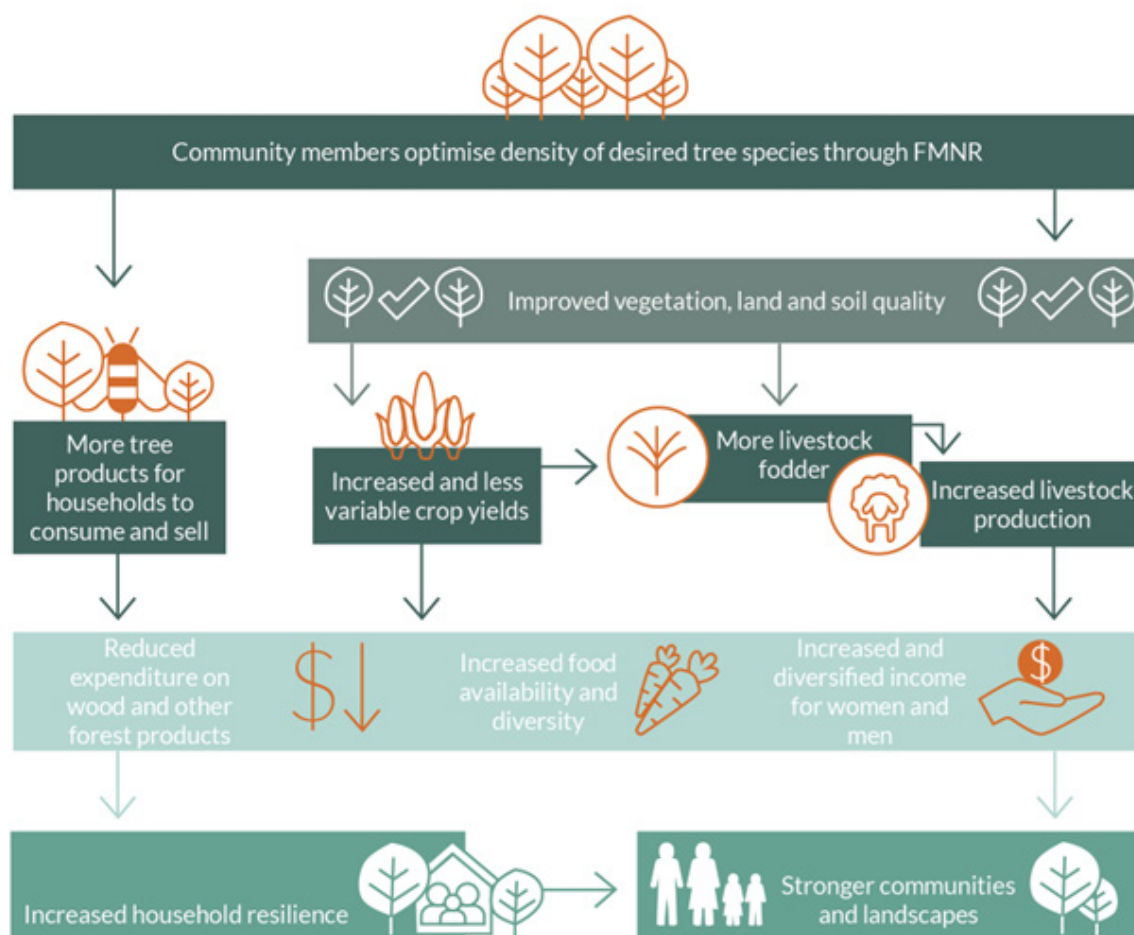 Community members optimise density of desired tree species through FMNR
Improved vegetation, land and soil quality
More tree
products for
households to
consume and sell
Increased and less
variable crop yields
More livestock
fodder
Increased livestock
production
Reduced
expenditure on
wood and other
forest products
$
Increased food
availability and
diversity
Increased and
diversified income
for women and
men
$
Increased household resilience
Stronger communities
and landscapes